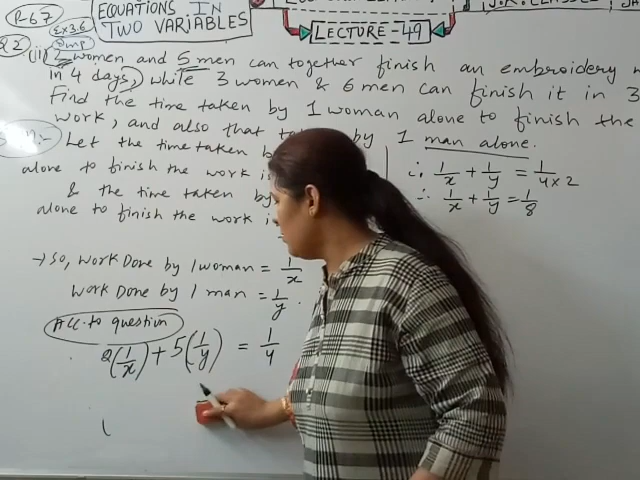 P-67
EQUATIONS IN
TWO VARIABLES
LECTURE-49
EX 3.6
Imp
Q2 (ii) 2 women and 5 men can together finish an embroidery
in 4 days, while 3 women & 6 men can finish it in 3
Find the time taken by 1 woman alone to finish the
work, and also that by 1 man alone.
Let the time taken
alone to finish the work
& the time taken by
alone to finish the work
→ So, Work Done by 1 woman = 1/x
Work Done by 1 man = 1/y.
Acc. to question
2(1/x) + 5(1/y) = 1/4
∴ 1/x + 1/y = 1/4×2
∴ 1/x + 1/y = 1/8